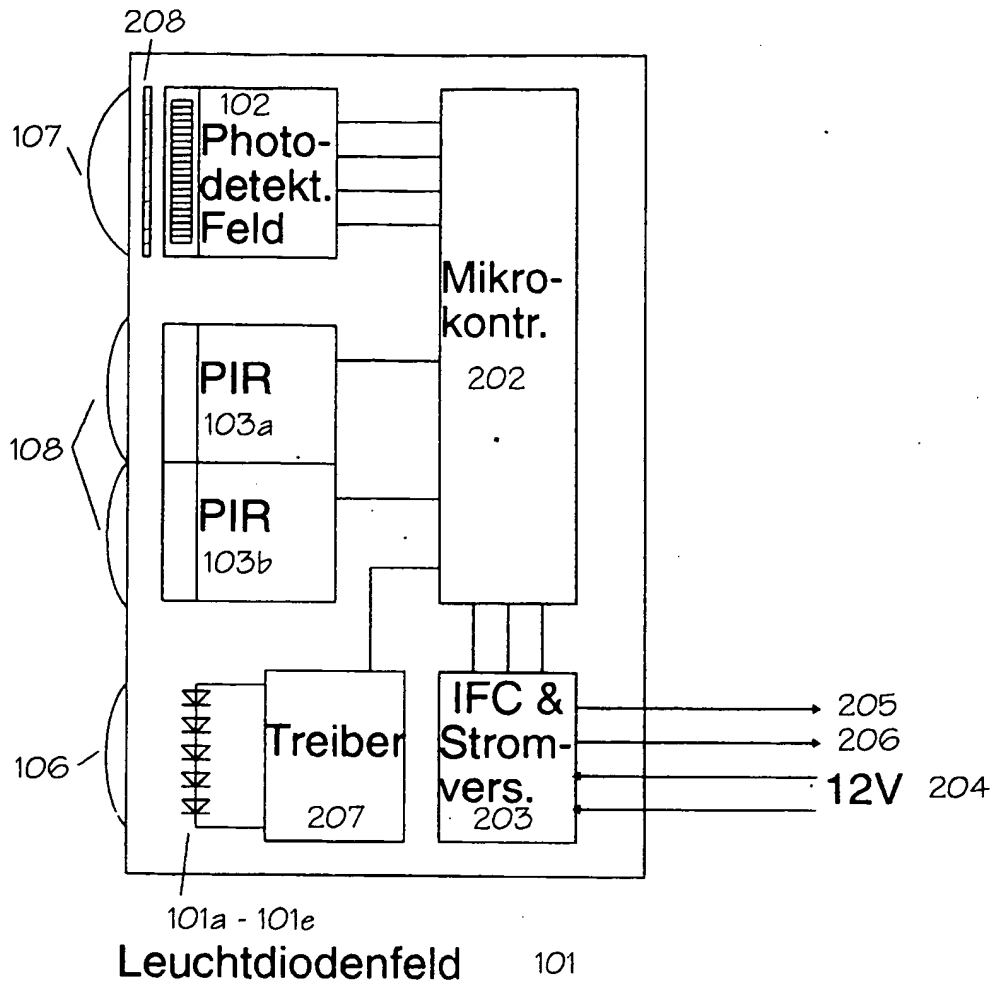 208
107
102
Photo-
detekt.
Feld
Mikro-
kontr.
202
PIR
103a
108
PIR
103b
IFC &
Strom-
vers.
203
Treiber
207
205
206
12V 204
106
101a - 101e
Leuchtdiodenfeld 101